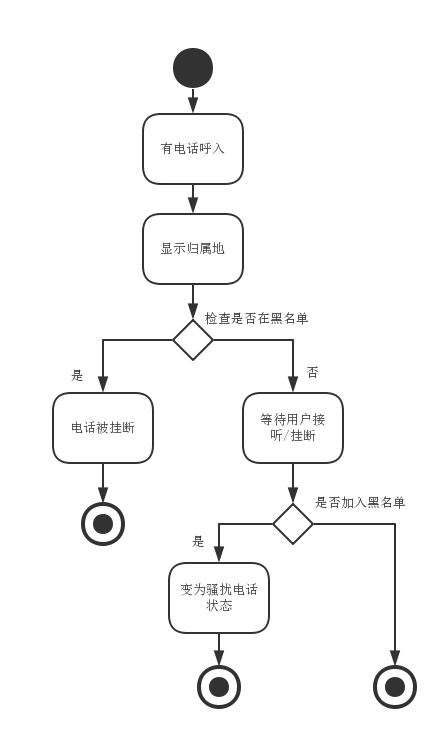 有电话呼入
显示归属地
检查是否在黑名单
是
否
电话被挂断
等待用户接
听/挂断
是否加入黑名单
是
变为骚扰电话
状态